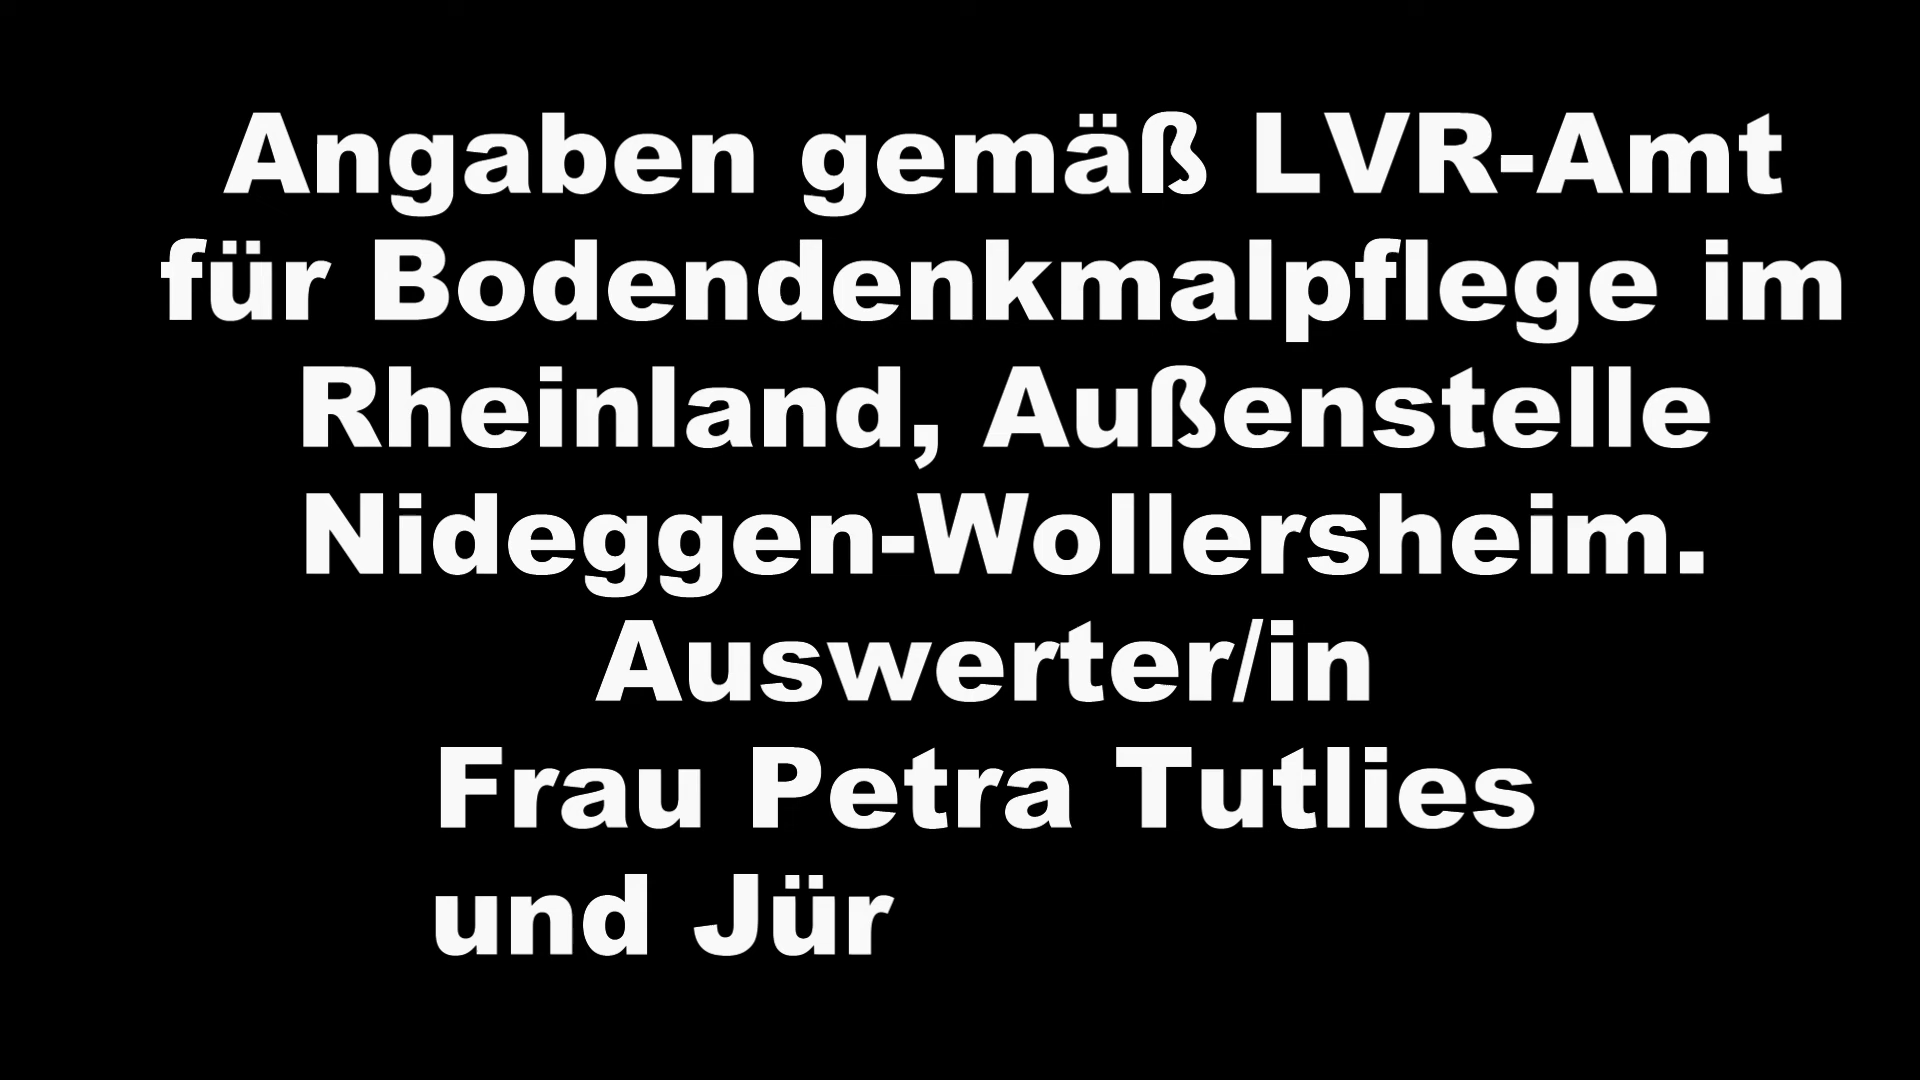 Angaben gemäß LVR-Amt
für Bodendenkmalpflege im
Rheinland, Außenstelle
Nideggen-Wollersheim.
Auswerter/in
Frau Petra Tutlies
und Jür